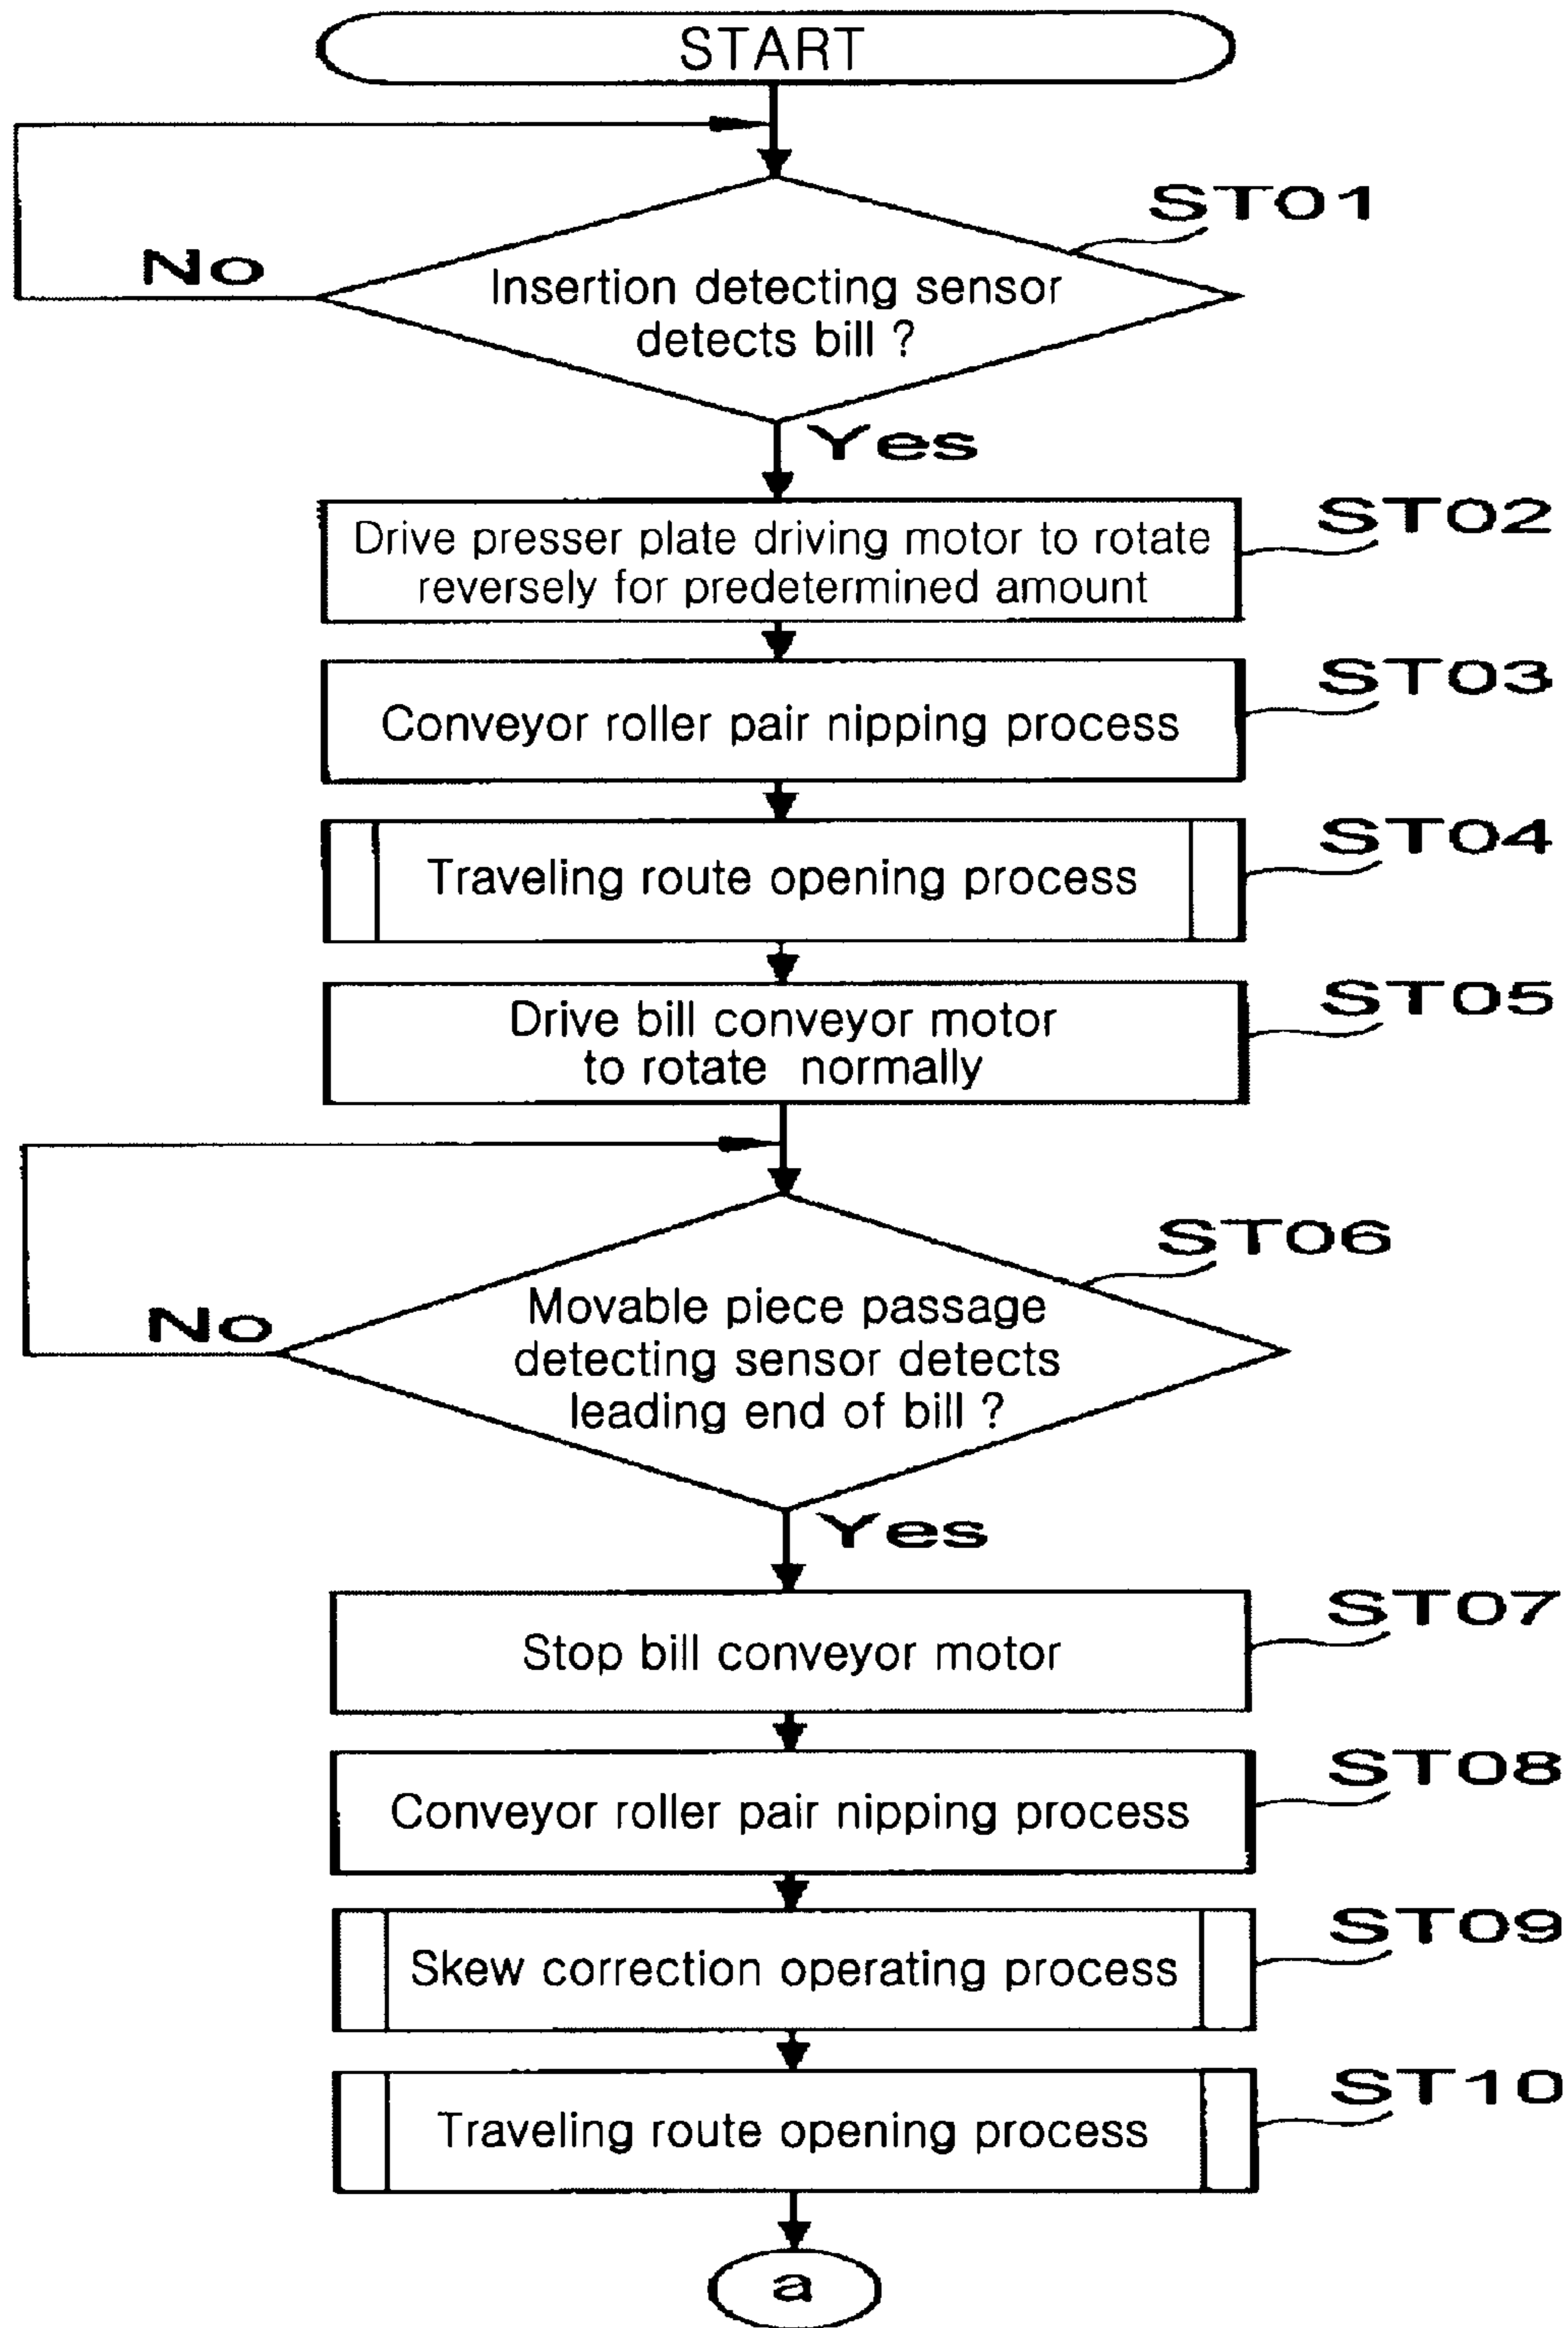 START
ST01
No
Insertion detecting sensor
detects bill ?
Yes
ST02
Drive presser plate driving motor to rotate
reversely for predetermined amount
ST03
Conveyor roller pair nipping process
ST04
Traveling route opening process
ST05
Drive bill conveyor motor
to rotate normally
ST06
No
Movable piece passage
detecting sensor detects
leading end of bill ?
Yes
ST07
Stop bill conveyor motor
ST08
Conveyor roller pair nipping process
ST09
Skew correction operating process
ST10
Traveling route opening process
a